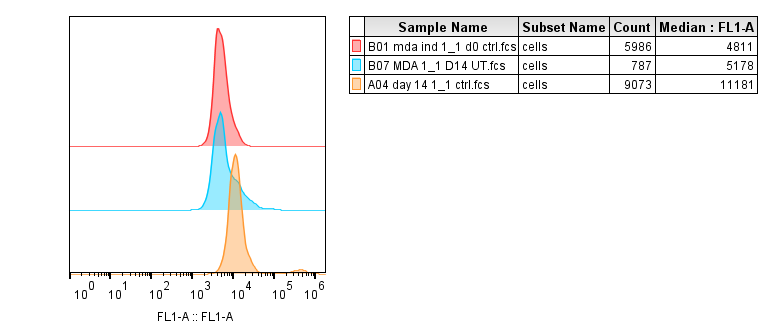 Sample Name Subset Name Count Median : FL1-A
B01 mda ind 1_1 d0 ctrl.fcs cells 5986 4811
B07 MDA 1_1 D14 UT.fcs cells 787 5178
A04 day 14 1_1 ctrl.fcs cells 9073 11181
10^0 10^1 10^2 10^3 10^4 10^5 10^6
FL1-A :: FL1-A